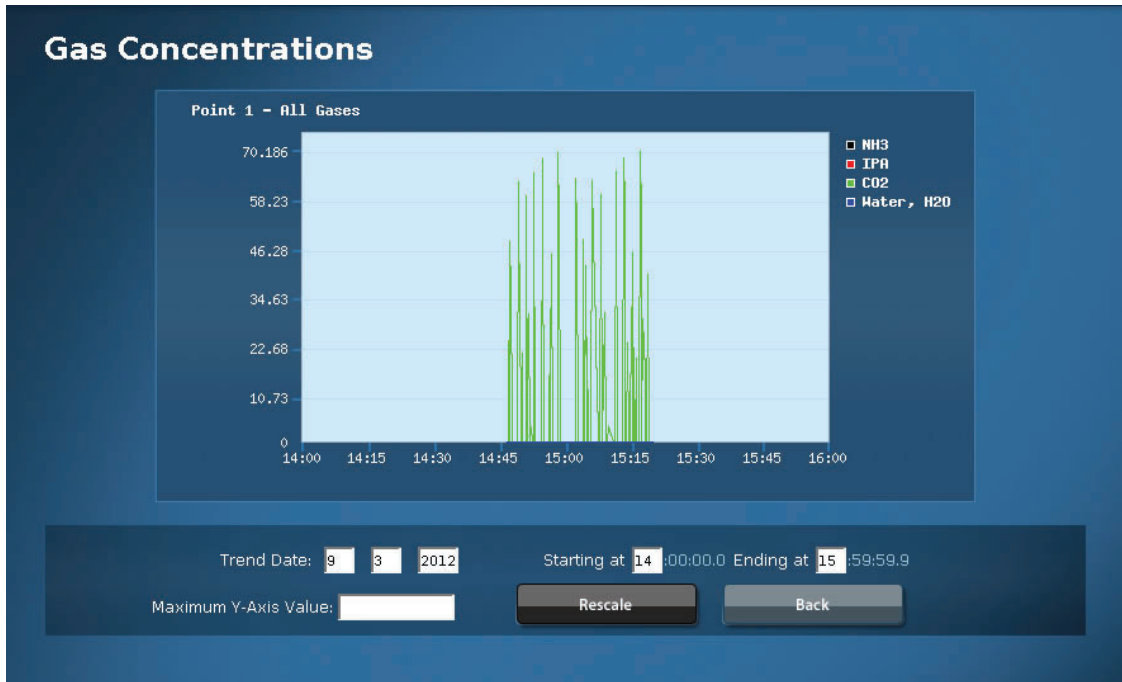 Gas Concentrations
Point 1 - All Gases
70.186
58.23
46.28
34.63
22.68
10.73
0
14:00 14:15 14:30 14:45 15:00 15:15 15:30 15:45 16:00
NH3
IPA
CO2
Water, H2O
Trend Date: 9 3 2012 Starting at 14 :00:00.0 Ending at 15 :59:59.9
Maximum Y-Axis Value: Rescale Back